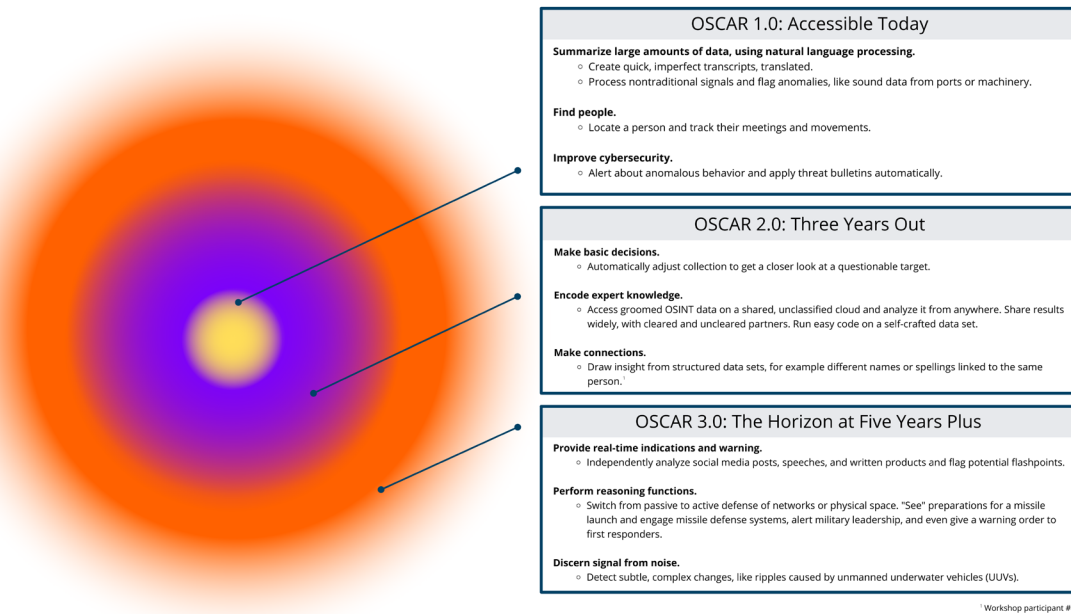 OSCAR 1.0: Accessible Today
Summarize large amounts of data, using natural language processing.
Create quick, imperfect transcripts, translated.
Process nontraditional signals and flag anomalies, like sound data from ports or machinery.
Find people.
Locate a person and track their meetings and movements.
Improve cybersecurity.
Alert about anomalous behavior and apply threat bulletins automatically.
OSCAR 2.0: Three Years Out
Make basic decisions.
Automatically adjust collection to get a closer look at a questionable target.
Encode expert knowledge.
Access groomed OSINT data on a shared, unclassified cloud and analyze it from anywhere. Share results
widely, with cleared and uncleared partners. Run easy code on a self-crafted data set.
Make connections.
Draw insight from structured data sets, for example different names or spellings linked to the same
person.¹
OSCAR 3.0: The Horizon at Five Years Plus
Provide real-time indications and warning.
Independently analyze social media posts, speeches, and written products and flag potential flashpoints.
Perform reasoning functions.
Switch from passive to active defense of networks or physical space. "See" preparations for a missile
launch and engage missile defense systems, alert military leadership, and even give a warning order to
first responders.
Discern signal from noise.
Detect subtle, complex changes, like ripples caused by unmanned underwater vehicles (UUVs).
¹ Workshop participant #